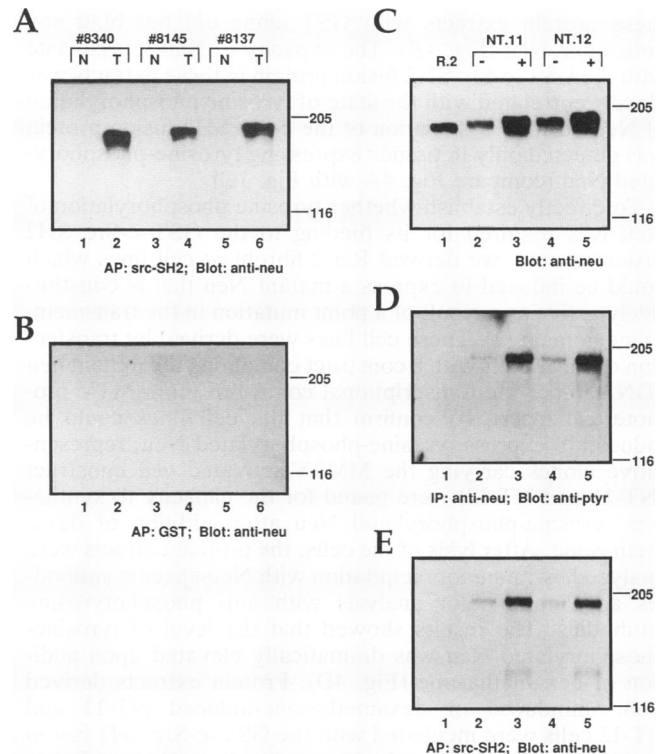 A
#8340 #8145 #8137
N T N T N T
205
116
1 2 3 4 5 6
AP: src-SH2; Blot: anti-neu
B
205
116
1 2 3 4 5 6
AP: GST; Blot: anti-neu
C
NT.11 NT.12
R.2 - + - +
205
116
1 2 3 4 5
Blot: anti-neu
D
205
116
1 2 3 4 5
IP: anti-neu; Blot: anti-ptyr
E
205
116
1 2 3 4 5
AP: src-SH2; Blot: anti-neu